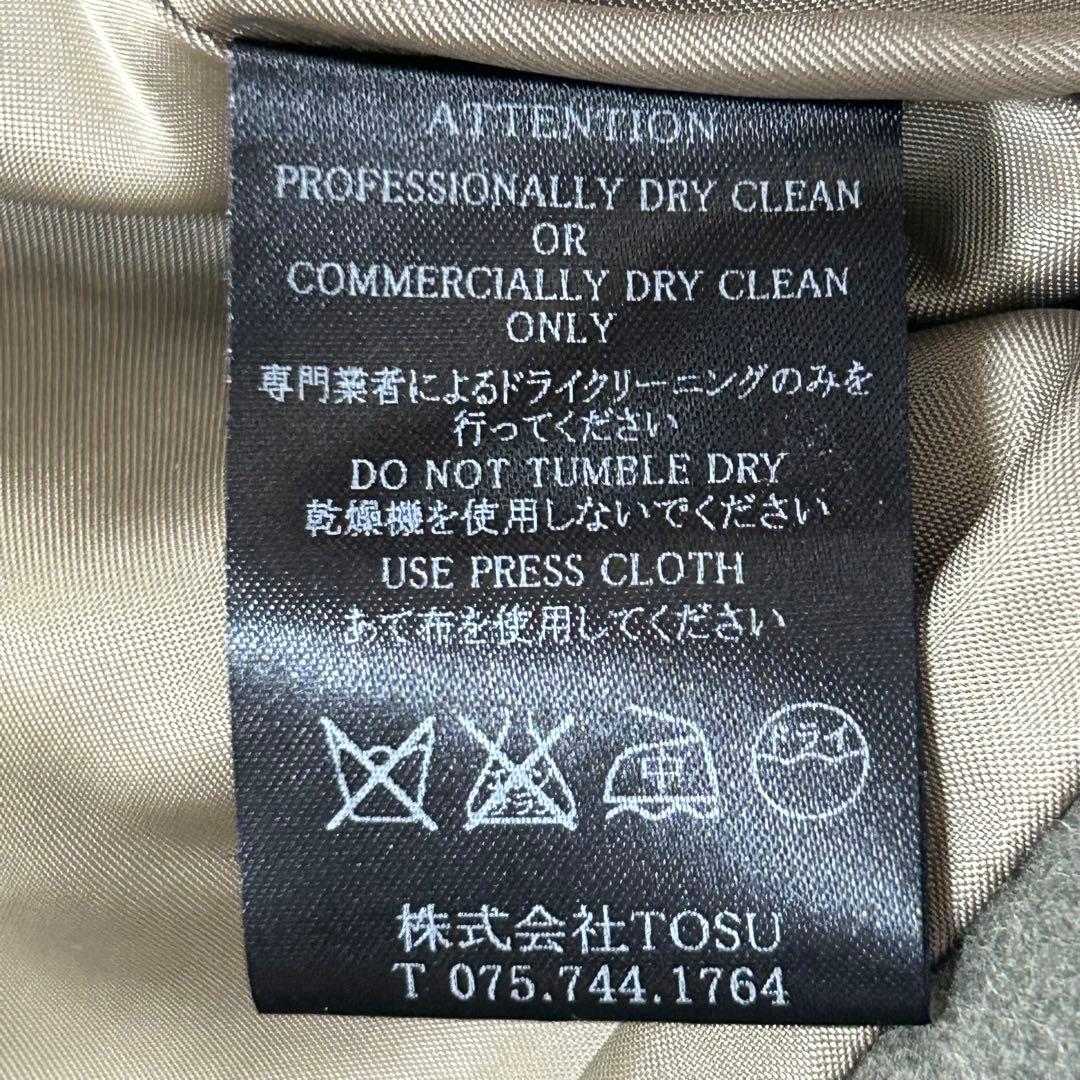 ATTENTION
PROFESSIONALLY DRY CLEAN
OR
COMMERCIALLY DRY CLEAN
ONLY
専門業者によるドライクリーニングのみを
行ってください
DO NOT TUMBLE DRY
乾燥機を使用しないでください
USE PRESS CLOTH
あて布を使用してください
中 ドライ
株式会社TOSU
T 075.744.1764